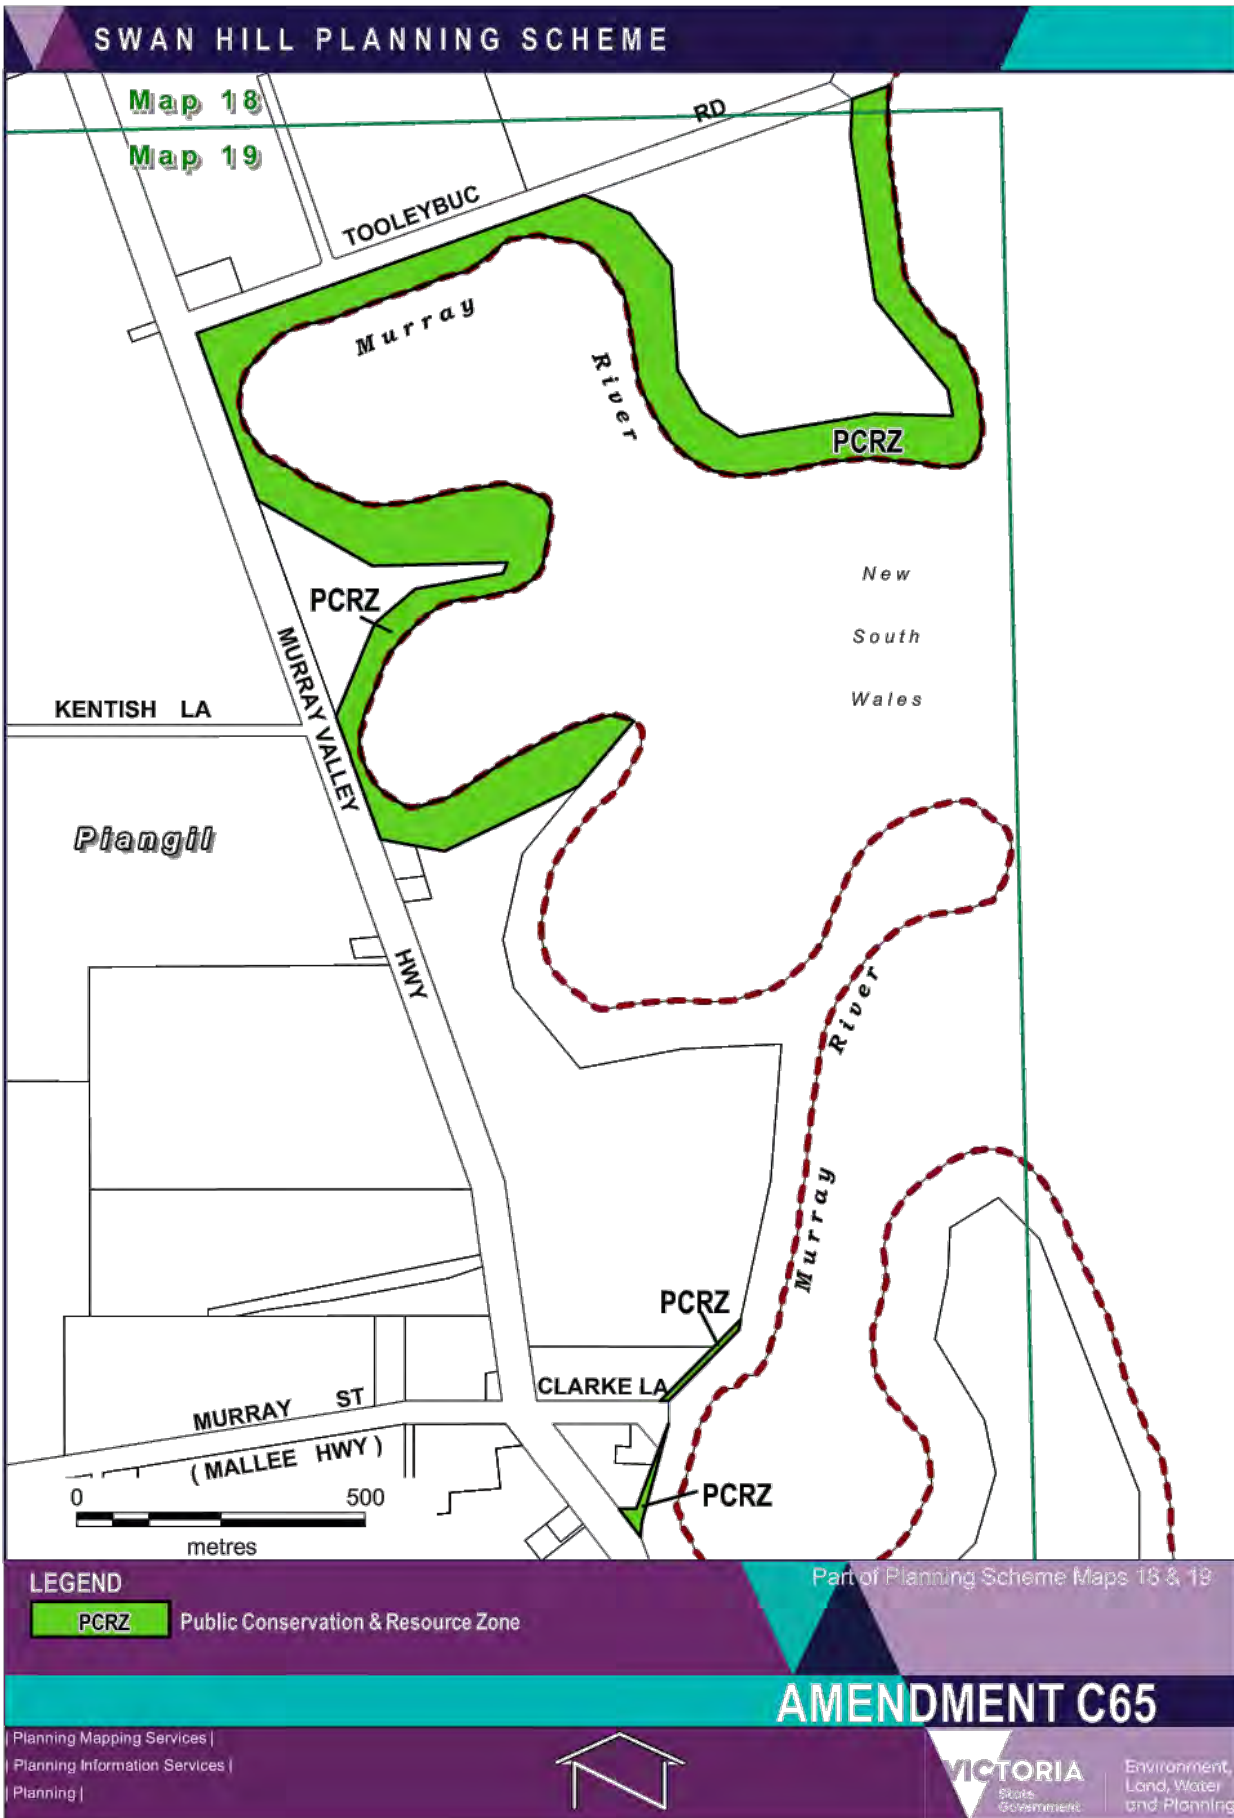 SWAN HILL PLANNING SCHEME
Map 18
Map 19
TOOLEYBUC RD
Murray
River
PCRZ
New
South
Wales
PCRZ
MURRAY VALLEY
HWY
KENTISH LA
Piangil
River
Murray
PCRZ
CLARKE LA
MURRAY ST
( MALLEE HWY )
PCRZ
0 500
metres
LEGEND
PCRZ Public Conservation & Resource Zone
Part of Planning Scheme Maps 18 & 19
AMENDMENT C65
| Planning Mapping Services |
| Planning Information Services |
| Planning |
VICTORIA
State
Government
Environment,
Land, Water
and Planning